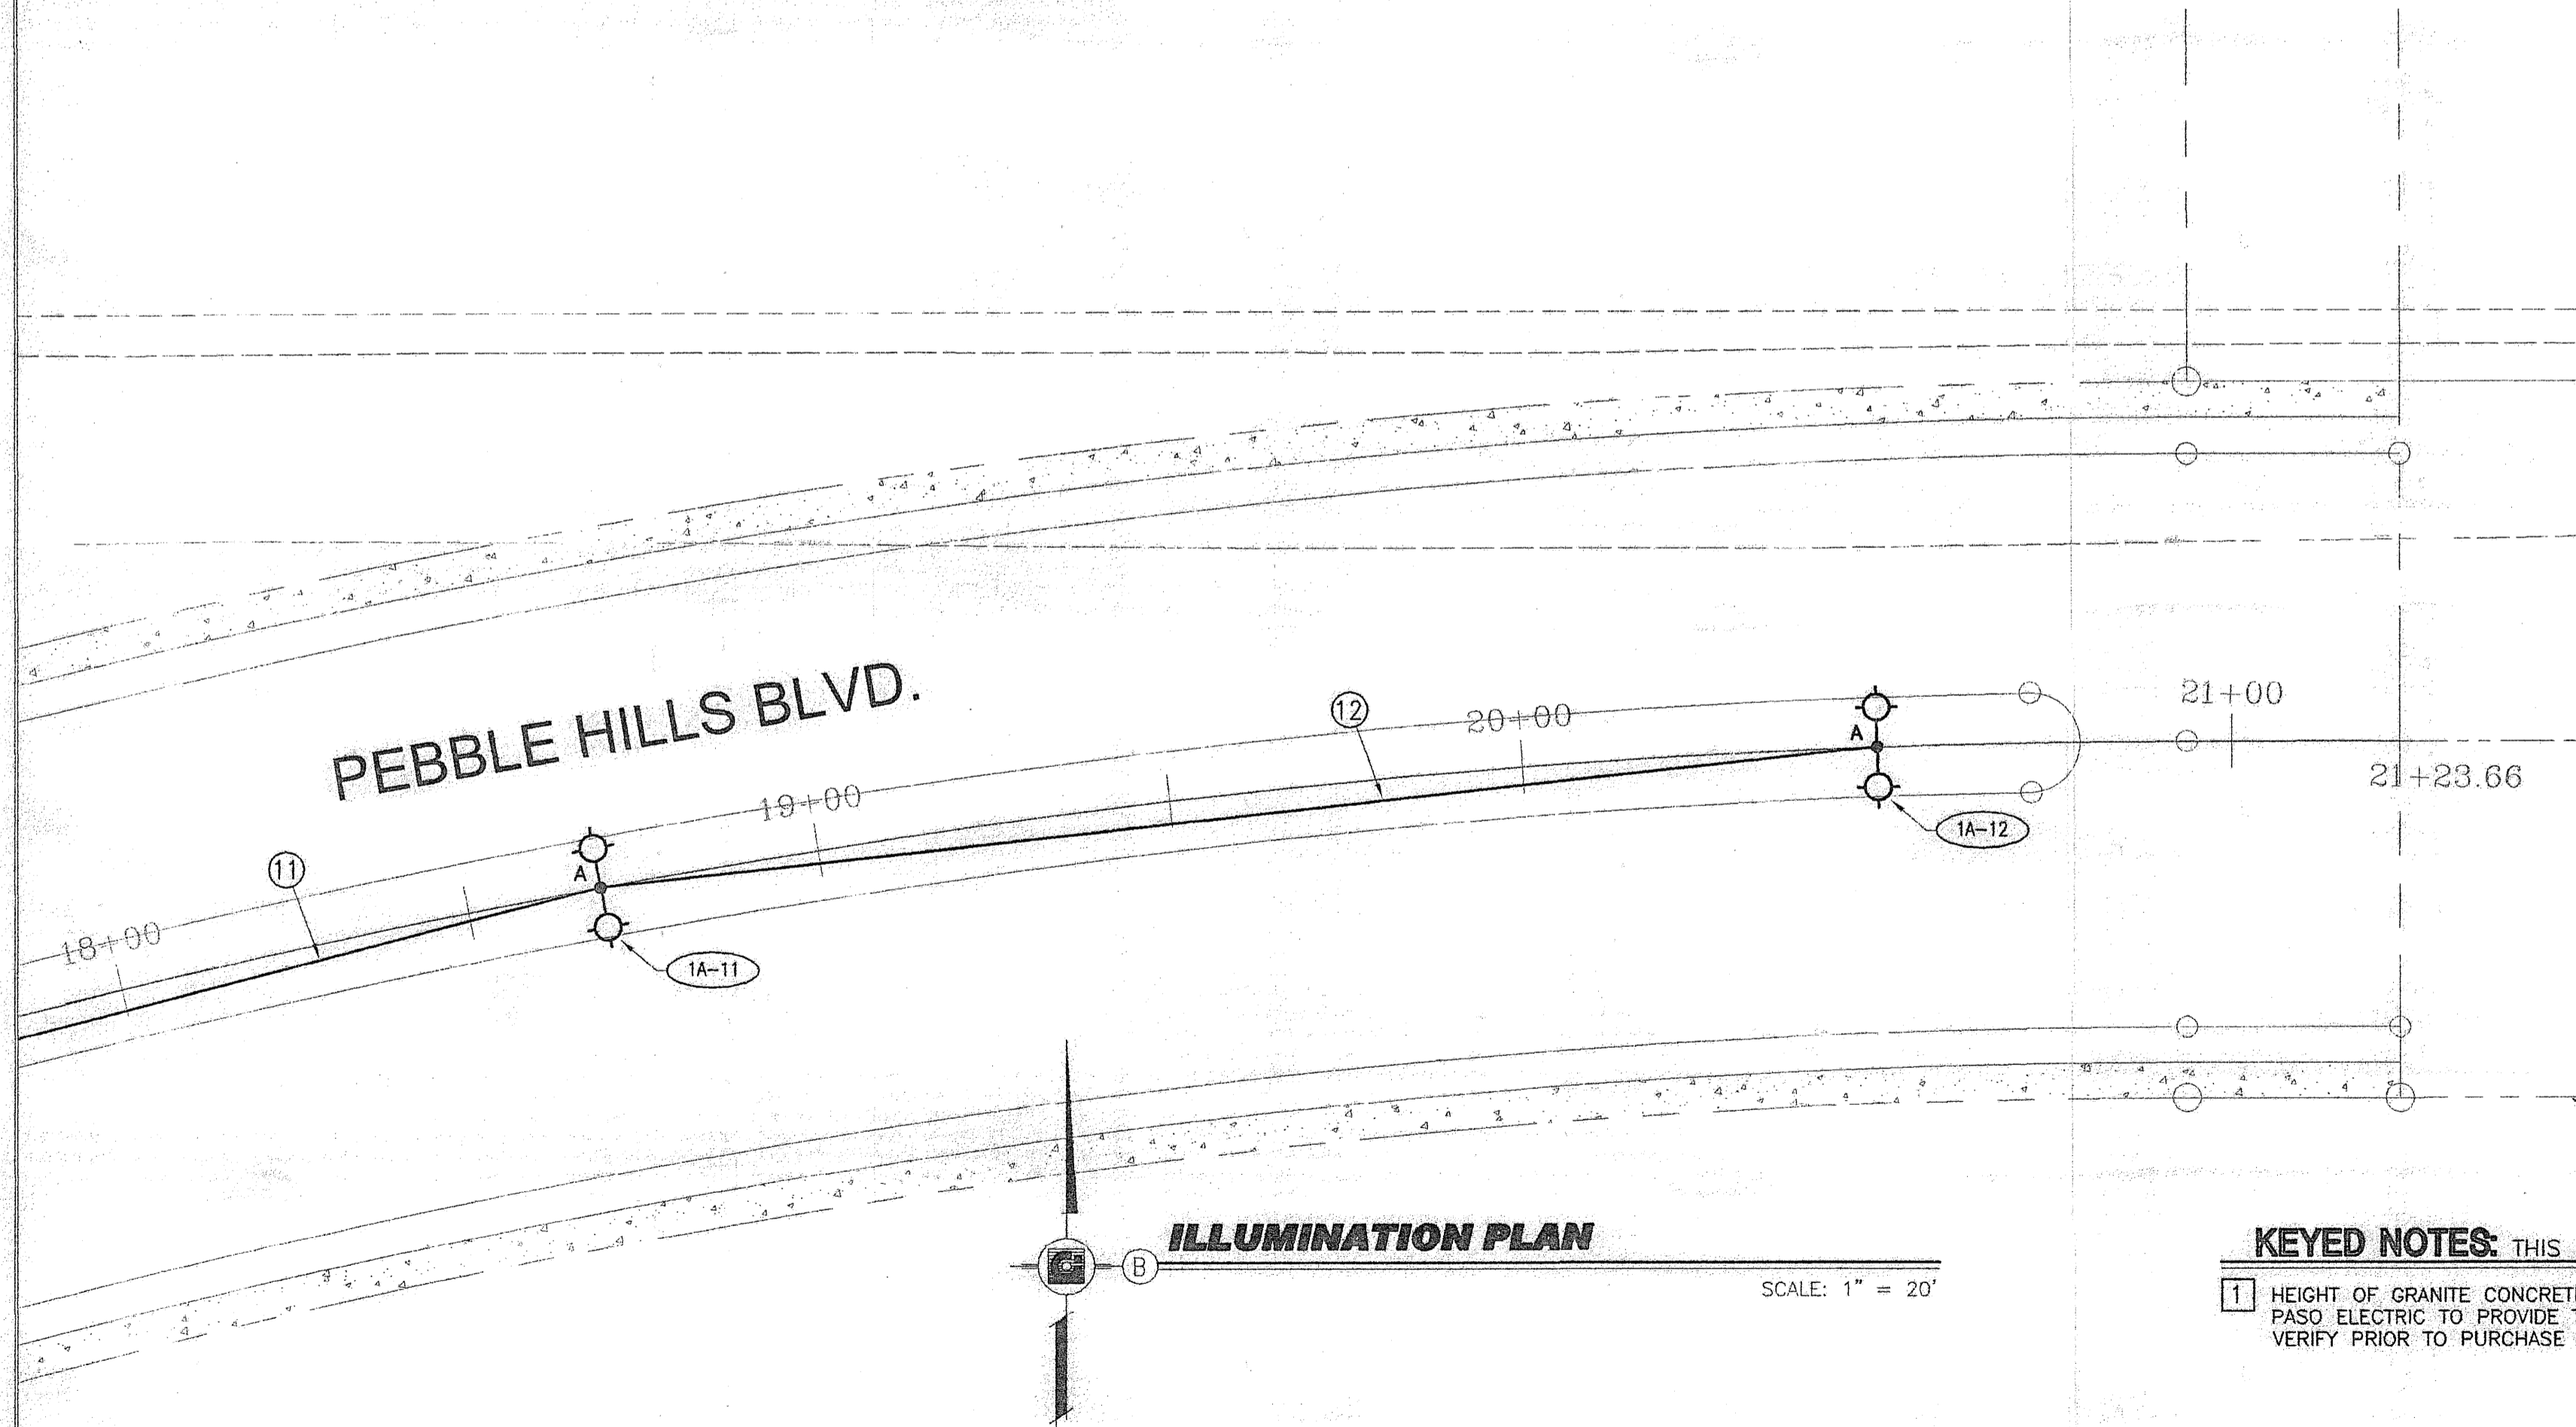 PEBBLE HILLS BLVD.
21+00
12
20+00
A
21+23.66
19+00
1A-12
11
A
18+00
1A-11
ILLUMINATION PLAN
B
SCALE: 1" = 20'
KEYED NOTES: THIS
1 HEIGHT OF GRANITE CONCRET
PASO ELECTRIC TO PROVIDE
VERIFY PRIOR TO PURCHASE